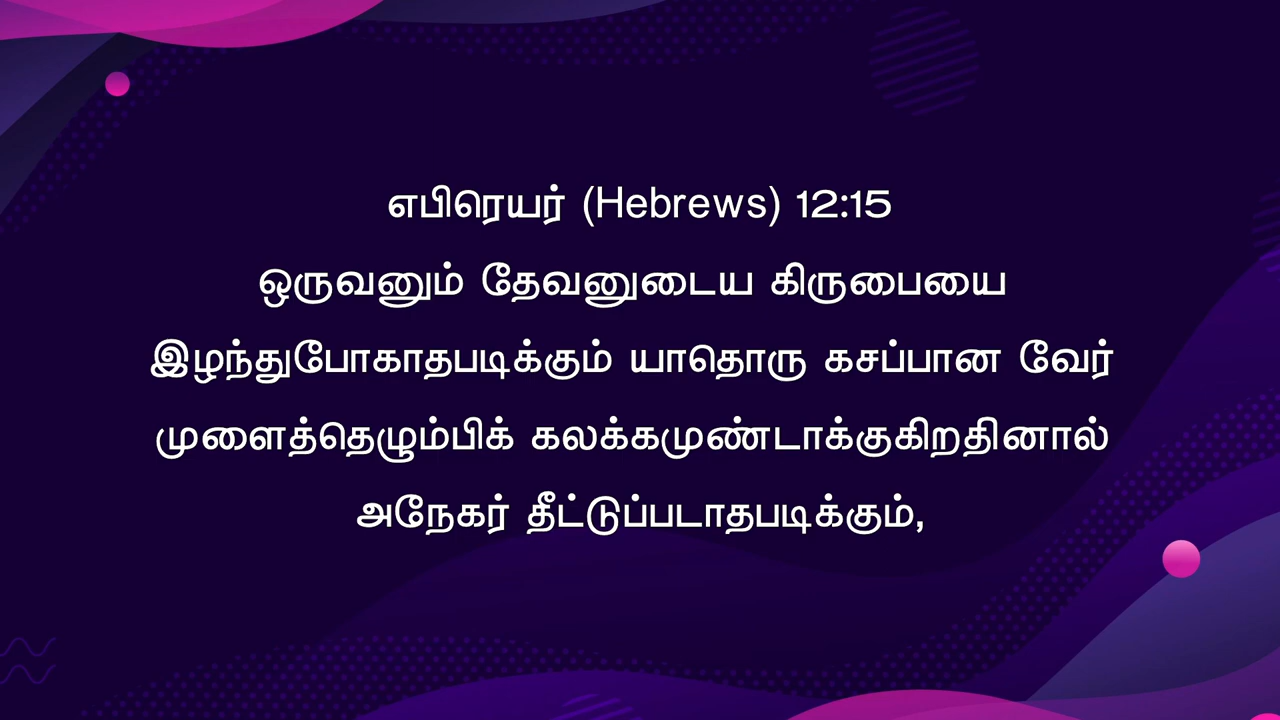 எபிரெயர் (Hebrews) 12:15
ஒருவனும் தேவனுடைய கிருபையை
இழந்துபோகாதபடிக்கும் யாதொரு கசப்பான வேர்
முளைத்தெழும்பிக் கலக்கமுண்டாக்குகிறதினால்
அநேகர் தீட்டுப்படாதபடிக்கும்,